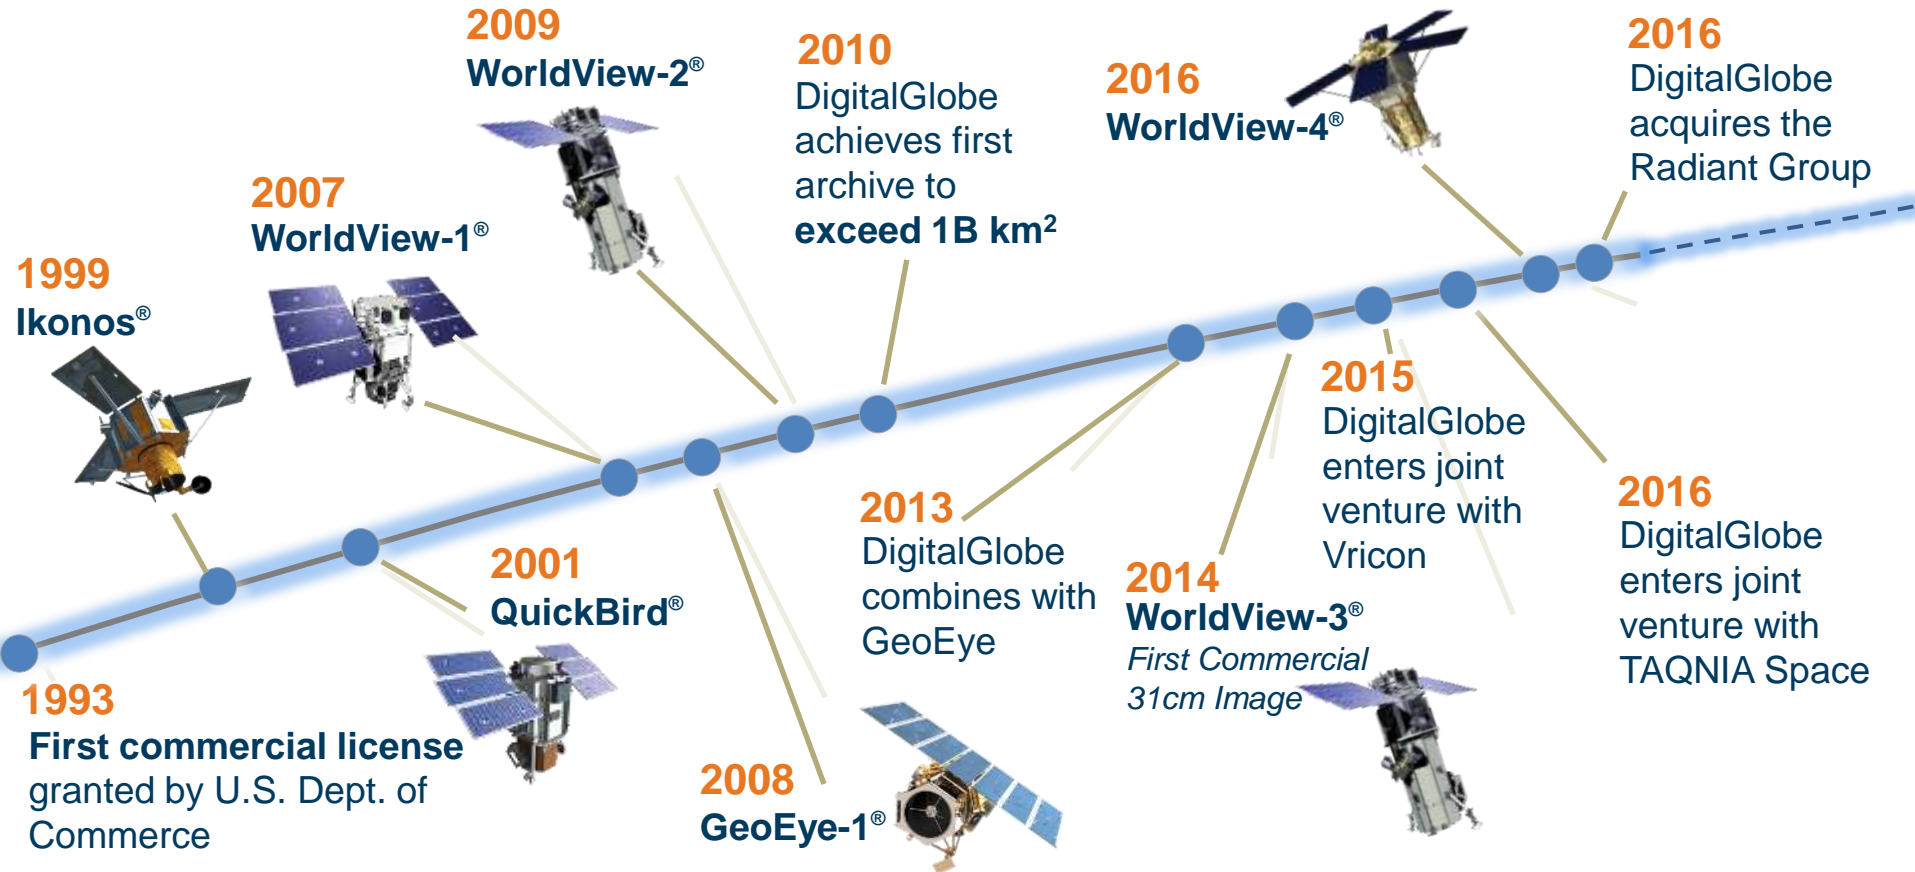 1993
First commercial license
granted by U.S. Dept. of
Commerce
1999
Ikonos®
2001
QuickBird®
2007
WorldView-1®
2008
GeoEye-1®
2009
WorldView-2®
2010
DigitalGlobe
achieves first
archive to
exceed 1B km²
2013
DigitalGlobe
combines with
GeoEye
2014
WorldView-3®
First Commercial
31cm Image
2015
DigitalGlobe
enters joint
venture with
Vricon
2016
DigitalGlobe
enters joint
venture with
TAQNIA Space
2016
WorldView-4®
2016
DigitalGlobe
acquires the
Radiant Group